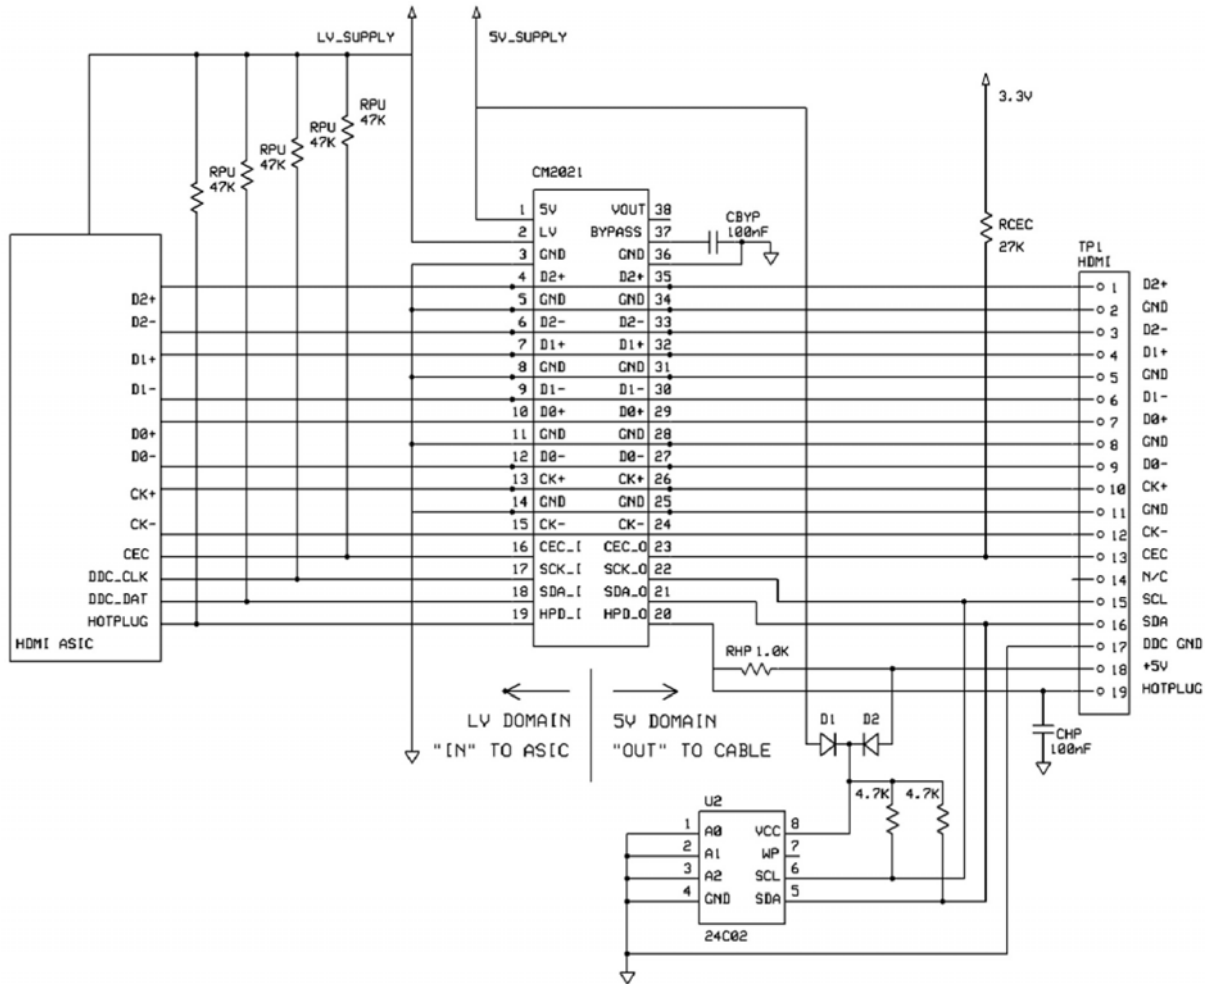 LV_SUPPLY
5V_SUPPLY
3.3V
RPU
47K
RPU
47K
RPU
47K
RPU
47K
RCEC
27K
CM2021
1 5V VOUT 38
2 LV BYPASS 37
3 GND GND 36
4 D2+ D2+ 35
5 GND GND 34
6 D2- D2- 33
7 D1+ D1+ 32
8 GND GND 31
9 D1- D1- 30
10 D0+ D0+ 29
11 GND GND 28
12 D0- D0- 27
13 CK+ CK+ 26
14 GND GND 25
15 CK- CK- 24
16 CEC_I CEC_O 23
17 SCK_I SCK_O 22
18 SDA_I SDA_O 21
19 HPD_I HPD_O 20
CBYP
100nF
D2+
D2-
D1+
D1-
D0+
D0-
CK+
CK-
CEC
DDC_CLK
DDC_DAT
HOTPLUG
HDMI ASIC
TP1
HDMI
1 D2+
2 GND
3 D2-
4 D1+
5 GND
6 D1-
7 D0+
8 GND
9 D0-
10 CK+
11 GND
12 CK-
13 CEC
14 N/C
15 SCL
16 SDA
17 DDC GND
18 +5V
19 HOTPLUG
RHP 1.0K
LV DOMAIN
"IN" TO ASIC
5V DOMAIN
"OUT" TO CABLE
D1 D2
CHP
100nF
4.7K 4.7K
U2
1 A0 VCC 8
2 A1 WP 7
3 A2 SCL 6
4 GND SDA 5
24C02